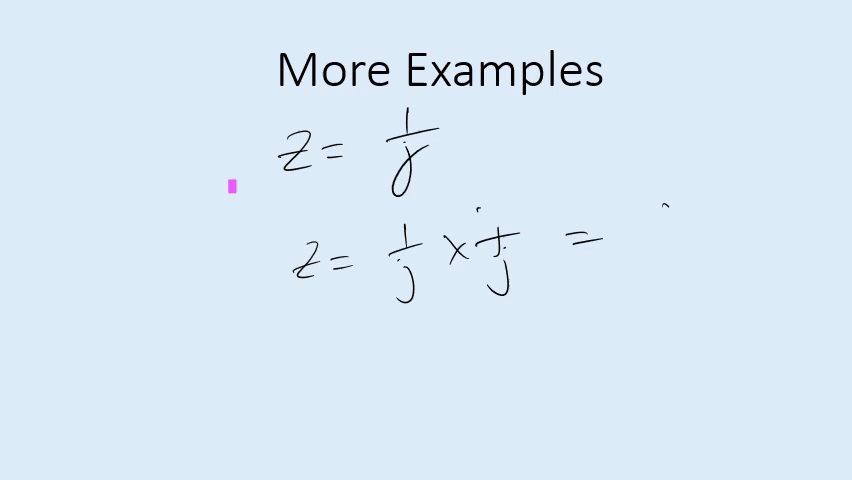 More Examples
z = 1/j
z = 1/j ×
=